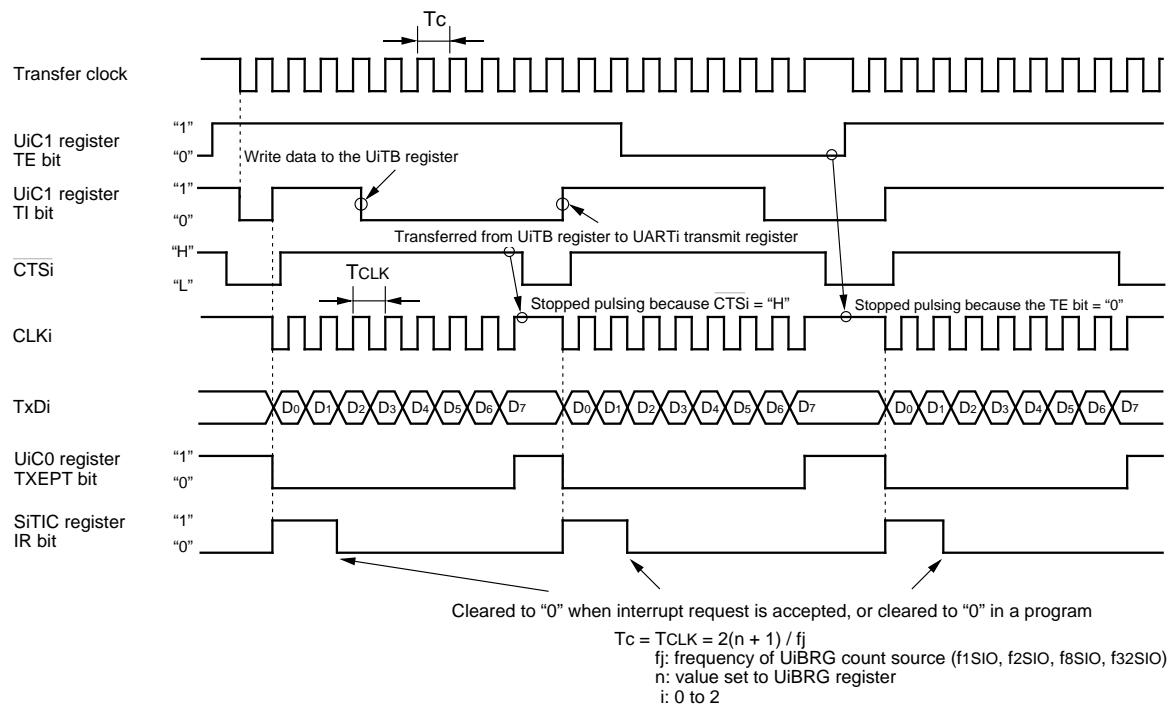 Tc
Transfer clock
UiC1 register
TE bit
“1”
“0”
Write data to the UiTB register
UiC1 register
TI bit
“1”
“0”
Transferred from UiTB register to UARTi transmit register
CTSi
“H”
“L”
TCLK
Stopped pulsing because CTSi = “H”
Stopped pulsing because the TE bit = “0”
CLKi
TxDi
D0 D1 D2 D3 D4 D5 D6 D7 D0 D1 D2 D3 D4 D5 D6 D7 D0 D1 D2 D3 D4 D5 D6 D7
UiC0 register
TXEPT bit
“1”
“0”
SiTIC register
IR bit
“1”
“0”
Cleared to “0” when interrupt request is accepted, or cleared to “0” in a program
Tc = TCLK = 2(n + 1) / fj
fj: frequency of UiBRG count source (f1SIO, f2SIO, f8SIO, f32SIO)
n: value set to UiBRG register
i: 0 to 2